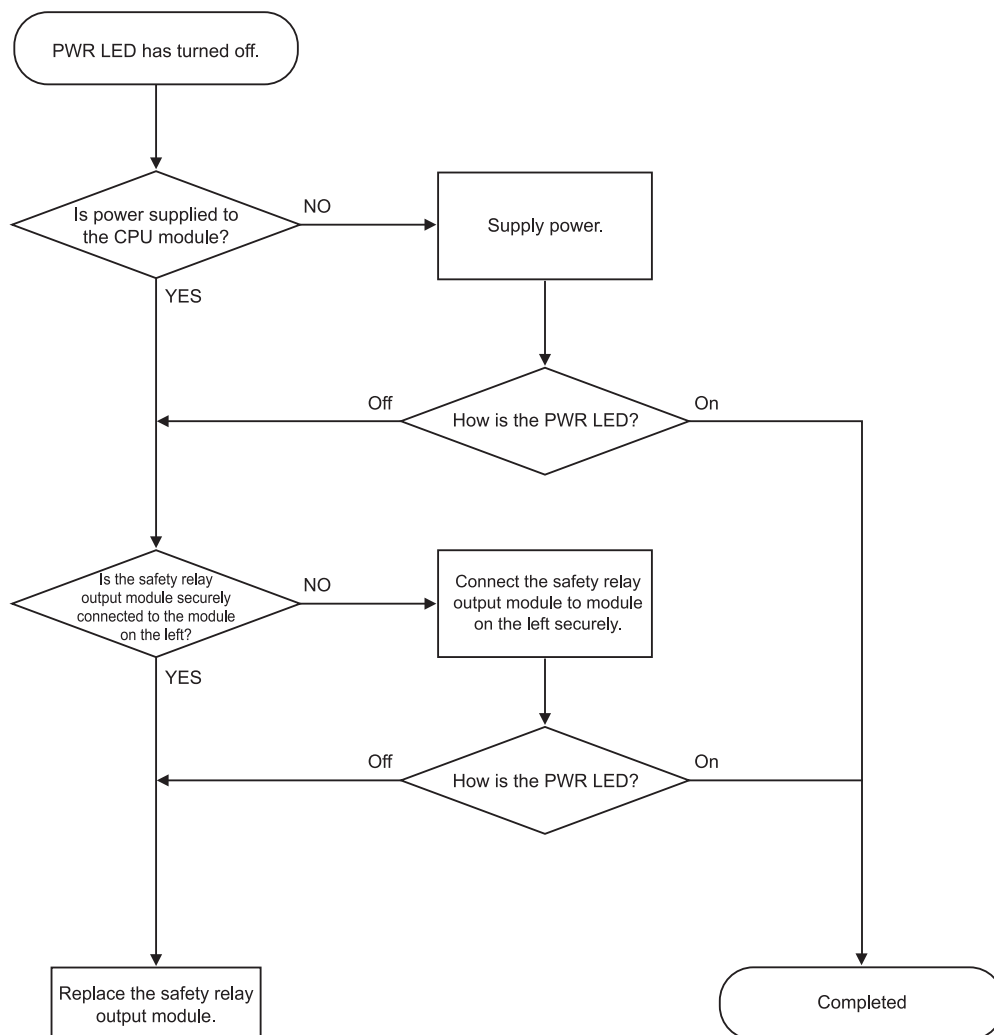 PWR LED has turned off.
Is power supplied to
the CPU module?
NO
Supply power.
YES
Off
How is the PWR LED?
On
Is the safety relay
output module securely
connected to the module
on the left?
NO
Connect the safety relay
output module to module
on the left securely.
YES
Off
How is the PWR LED?
On
Replace the safety relay
output module.
Completed